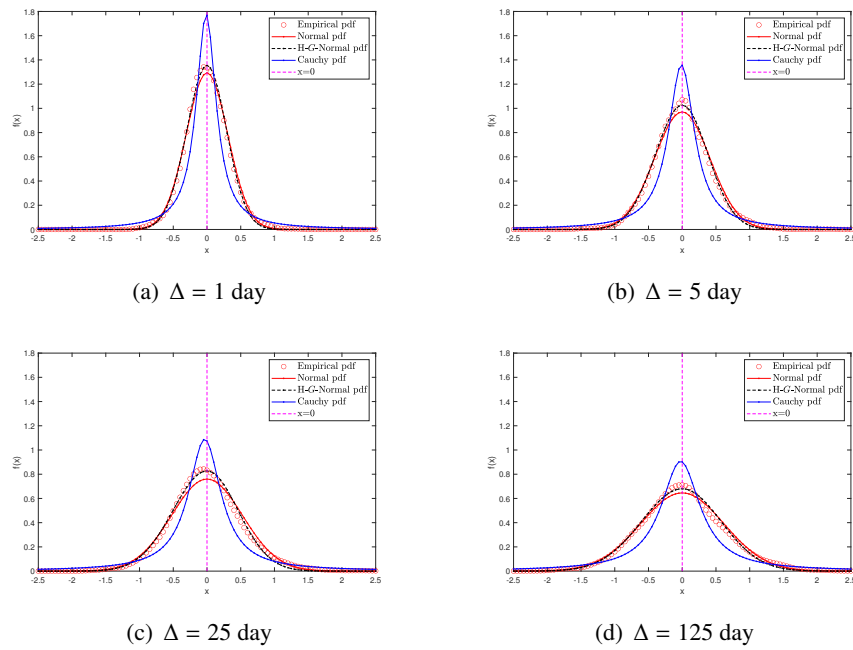 1.8
1.6
1.4
1.2
1
0.8
0.6
0.4
0.2
0
f(x)
-2.5 -2 -1.5 -1 -0.5 0 0.5 1 1.5 2 2.5
x
Empirical pdf
Normal pdf
H-G-Normal pdf
Cauchy pdf
x=0
(a) Δ = 1 day
1.8
1.6
1.4
1.2
1
0.8
0.6
0.4
0.2
0
f(x)
-2.5 -2 -1.5 -1 -0.5 0 0.5 1 1.5 2 2.5
x
Empirical pdf
Normal pdf
H-G-Normal pdf
Cauchy pdf
x=0
(b) Δ = 5 day
1.8
1.6
1.4
1.2
1
0.8
0.6
0.4
0.2
0
f(x)
-2.5 -2 -1.5 -1 -0.5 0 0.5 1 1.5 2 2.5
x
Empirical pdf
Normal pdf
H-G-Normal pdf
Cauchy pdf
x=0
(c) Δ = 25 day
1.8
1.6
1.4
1.2
1
0.8
0.6
0.4
0.2
0
f(x)
-2.5 -2 -1.5 -1 -0.5 0 0.5 1 1.5 2 2.5
x
Empirical pdf
Normal pdf
H-G-Normal pdf
Cauchy pdf
x=0
(d) Δ = 125 day